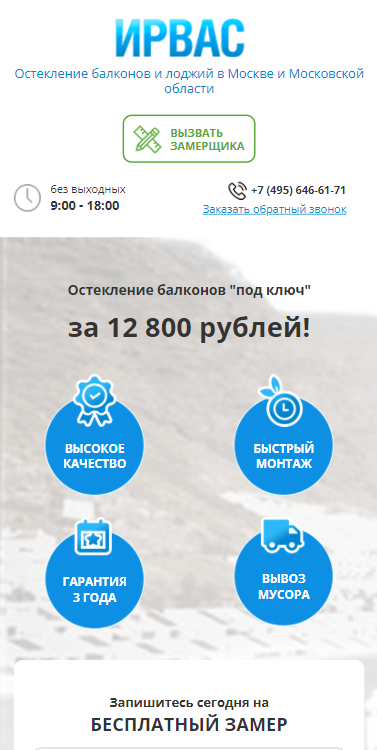 ИРВАС
Остекление балконов и лоджий в Москве и Московской
области
ВЫЗВАТЬ
ЗАМЕРЩИКА
без выходных
9:00 - 18:00
+7 (495) 646-61-71
Заказать обратный звонок
Остекление балконов "под ключ"
за 12 800 рублей!
ВЫСОКОЕ
КАЧЕСТВО
БЫСТРЫЙ
МОНТАЖ
ГАРАНТИЯ
3 ГОДА
ВЫВОЗ
МУСОРА
Запишитесь сегодня на
БЕСПЛАТНЫЙ ЗАМЕР